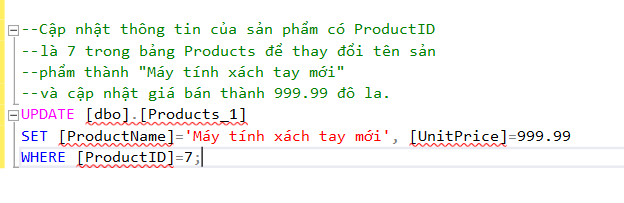 --Cập nhật thông tin của sản phẩm có ProductID
--là 7 trong bảng Products để thay đổi tên sản
--phẩm thành "Máy tính xách tay mới"
--và cập nhật giá bán thành 999.99 đô la.
UPDATE [dbo].[Products_1]
SET [ProductName]='Máy tính xách tay mới', [UnitPrice]=999.99
WHERE [ProductID]=7;